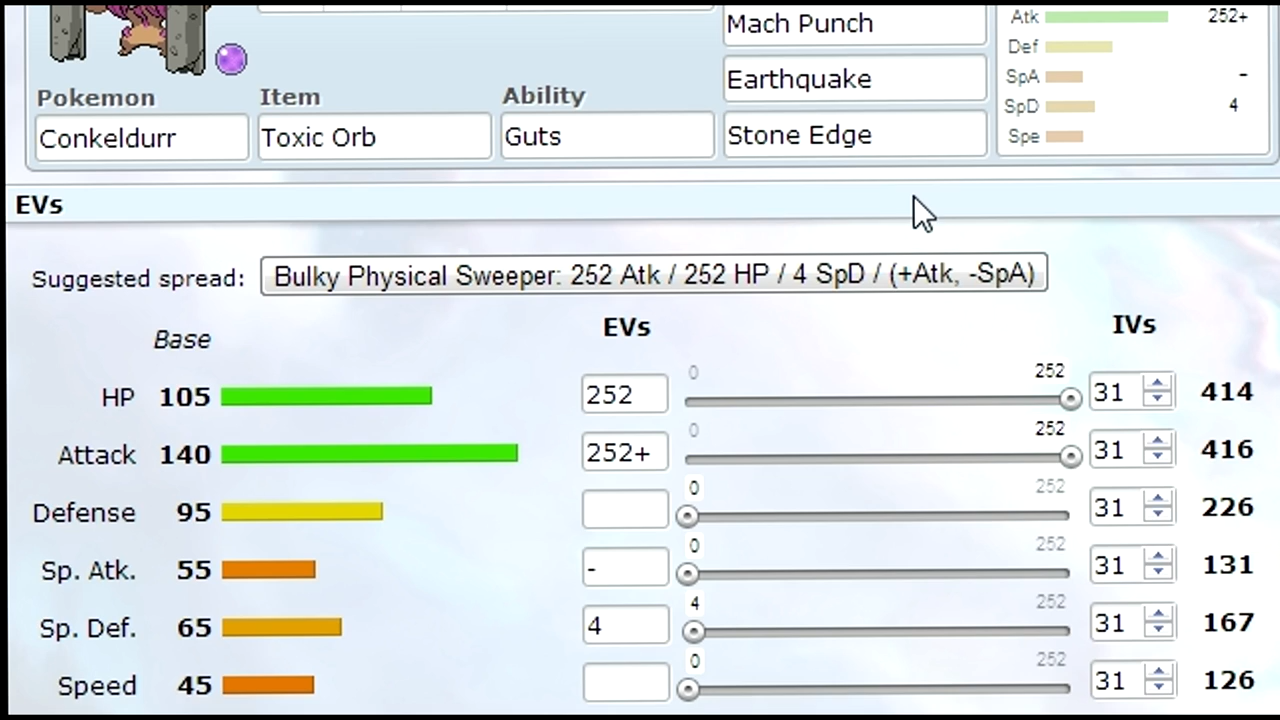 Mach Punch
Atk 252+
Def
Earthquake
SpA -
Pokemon Item Ability
SpD 4
Conkeldurr Toxic Orb Guts Stone Edge
Spe
EVs
Suggested spread: Bulky Physical Sweeper: 252 Atk / 252 HP / 4 SpD / (+Atk, -SpA)
Base EVs IVs
0 252
HP 105 252 31 414
0 252
Attack 140 252+ 31 416
0 252
Defense 95 31 226
0 252
Sp. Atk. 55 - 31 131
4 252
Sp. Def. 65 4 31 167
0 252
Speed 45 31 126